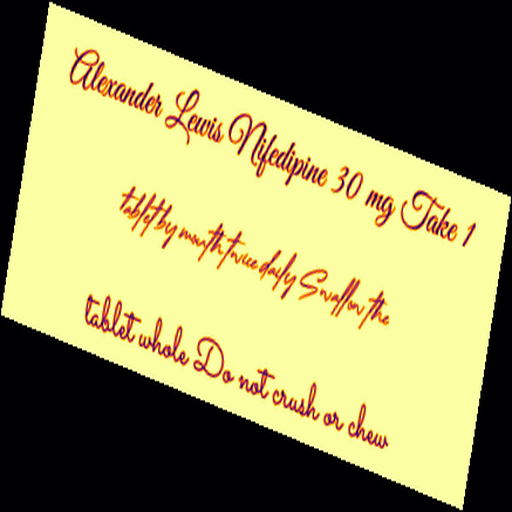 Alexander Lewis Nifedipine 30 mg Take 1
tablet by mouth twice daily Swallow the
tablet whole Do not crush or chew